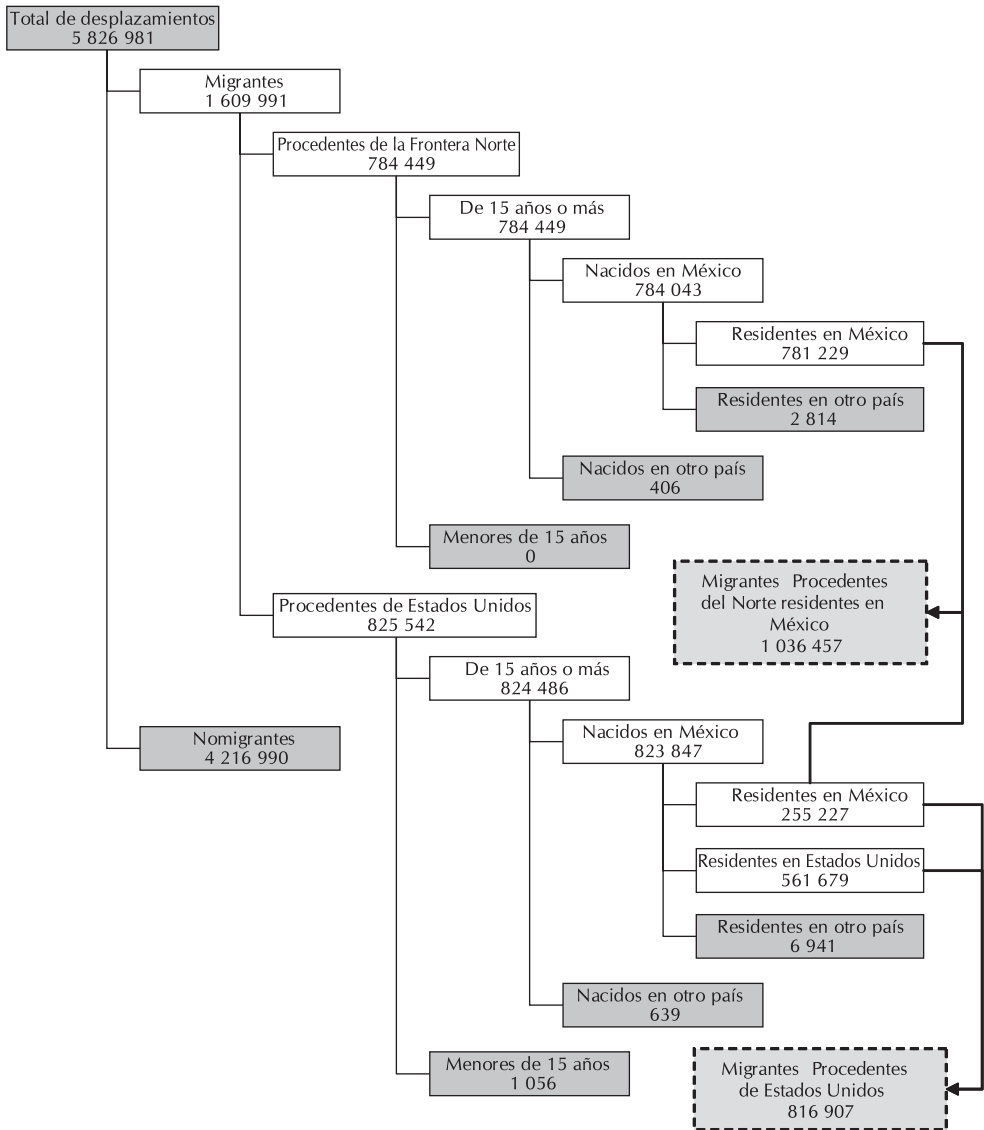 Total de desplazamientos
5 826 981
Migrantes
1 609 991
Procedentes de la Frontera Norte
784 449
De 15 años o más
784 449
Nacidos en México
784 043
Residentes en México
781 229
Residentes en otro país
2 814
Nacidos en otro país
406
Menores de 15 años
0
Migrantes Procedentes
del Norte residentes en
México
1 036 457
Procedentes de Estados Unidos
825 542
De 15 años o más
824 486
Nacidos en México
823 847
Nomigrantes
4 216 990
Residentes en México
255 227
Residentes en Estados Unidos
561 679
Residentes en otro país
6 941
Nacidos en otro país
639
Menores de 15 años
1 056
Migrantes Procedentes
de Estados Unidos
816 907